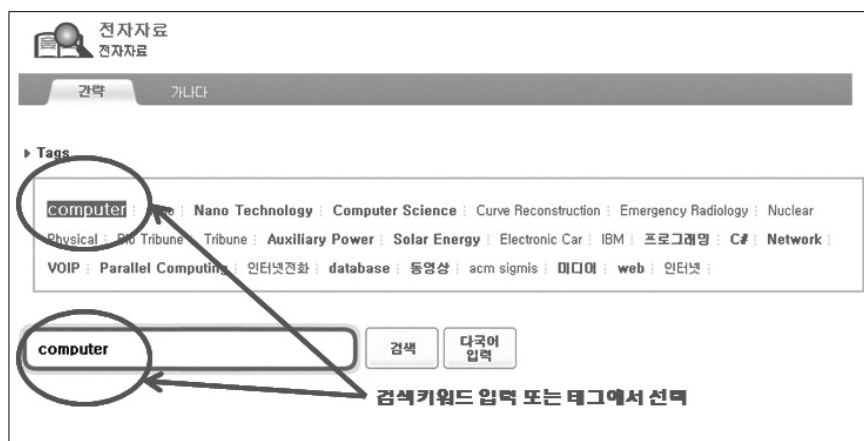 전자자료
전자자료
간략 가나다
Tags
computer Nano Technology Computer Science Curve Reconstruction Emergency Radiology Nuclear
Physical Bio Tribune Tribune Auxiliary Power Solar Energy Electronic Car IBM 프로그래밍 C# Network
VOIP Parallel Computing 인터넷전화 database 동영상 acm sigmis 미디어 web 인터넷
computer 검색 다국어
입력
검색키워드 입력 또는 태그에서 선택